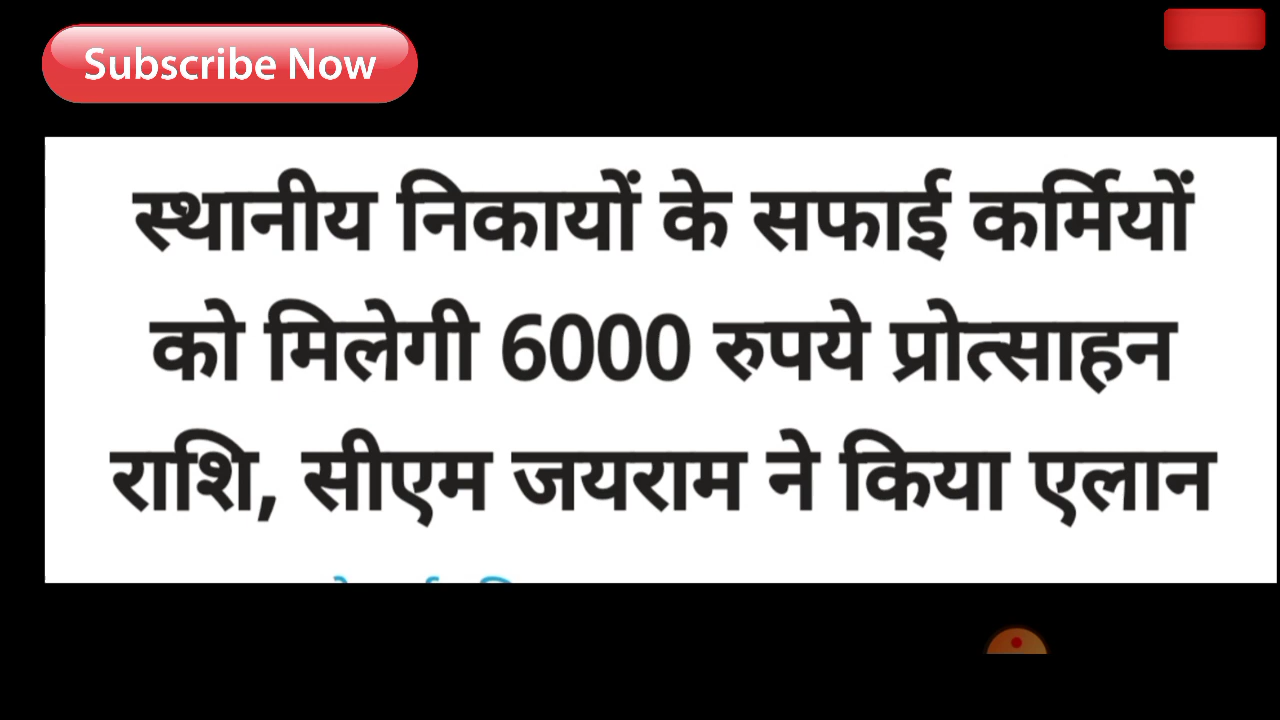 Subscribe Now
स्थानीय निकायों के सफाई कर्मियों
को मिलेगी 6000 रुपये प्रोत्साहन
राशि, सीएम जयराम ने किया एलान